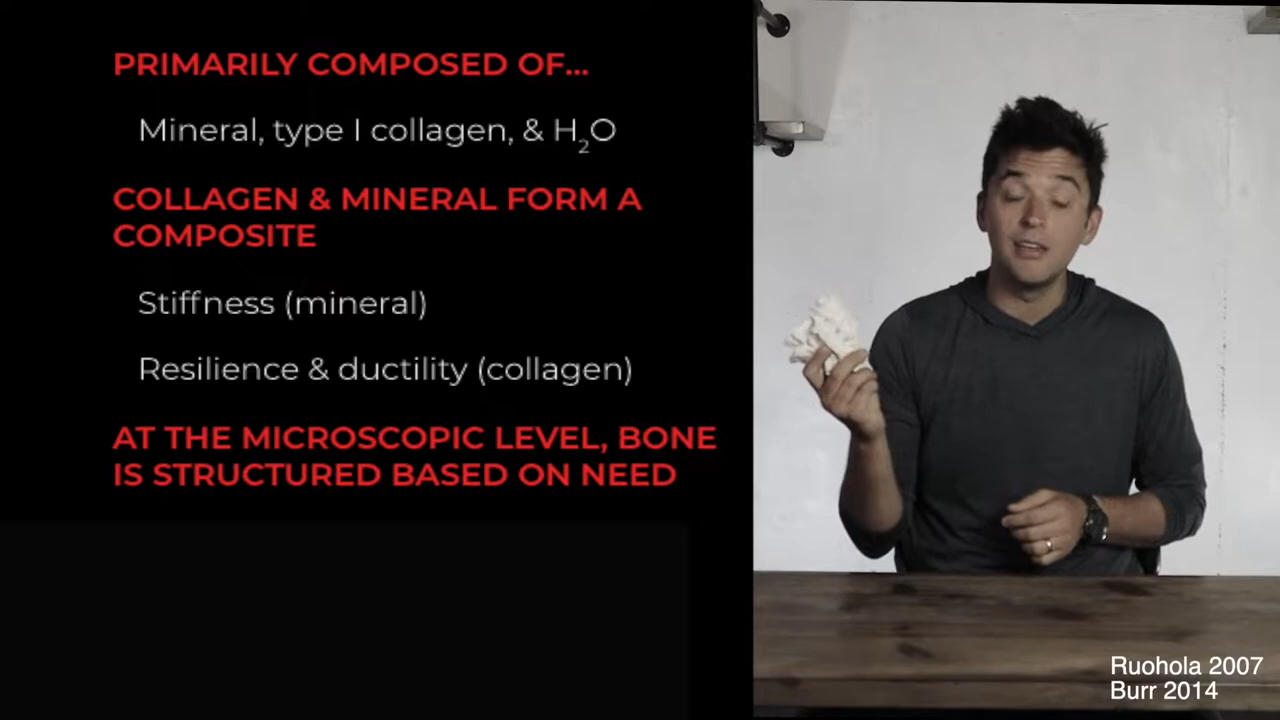 PRIMARILY COMPOSED OF...
Mineral, type I collagen, & H₂O
COLLAGEN & MINERAL FORM A
COMPOSITE
Stiffness (mineral)
Resilience & ductility (collagen)
AT THE MICROSCOPIC LEVEL, BONE
IS STRUCTURED BASED ON NEED
Ruohola 2007
Burr 2014